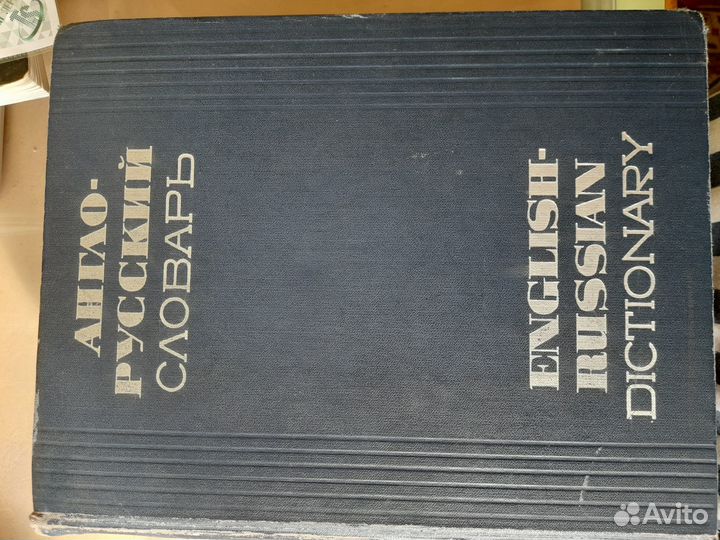 АНГЛО-
РУССКИЙ
СЛОВАРЬ
ENGLISH-
RUSSIAN
DICTIONARY
Avito